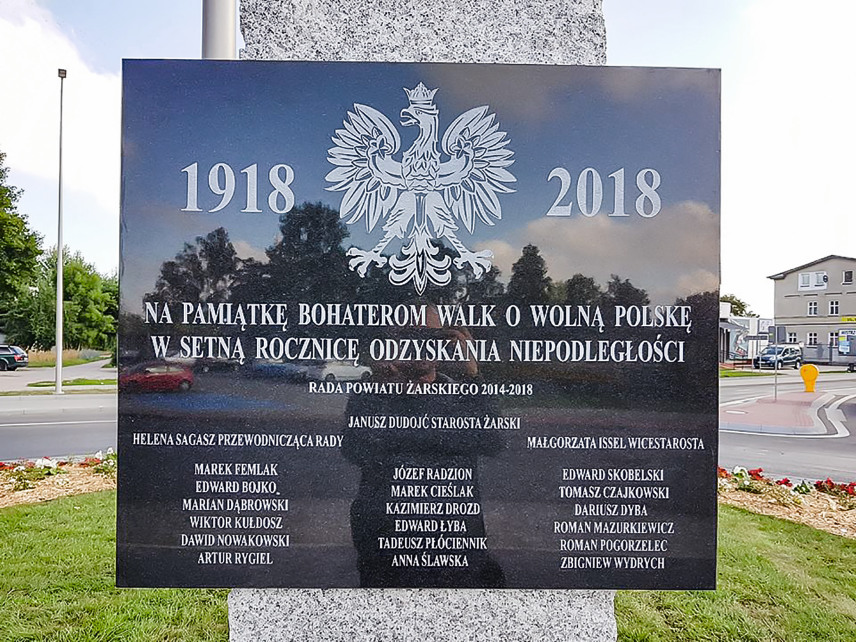 1918 2018
NA PAMIĄTKĘ BOHATEROM WALK O WOLNĄ POLSKĘ
W SETNĄ ROCZNICĘ ODZYSKANIA NIEPODLEGŁOŚCI
RADA POWIATU ŻARSKIEGO 2014-2018
JANUSZ DUDOJĆ STAROSTA ŻARSKI
HELENA SAGASZ PRZEWODNICZĄCA RADY
MAŁGORZATA ISSEL WICESTAROSTA
MAREK FEMLAK
EDWARD BOJKO
MARIAN DĄBROWSKI
WIKTOR KUŁDOSZ
DAWID NOWAKOWSKI
ARTUR RYGIEL
JÓZEF RADZION
MAREK CIEŚLAK
KAZIMIERZ DROZD
EDWARD ŁYBA
TADEUSZ PŁÓCIENNIK
ANNA ŚLAWSKA
EDWARD SKOBELSKI
TOMASZ CZAJKOWSKI
DARIUSZ DYBA
ROMAN MAZURKIEWICZ
ROMAN POGORZELEC
ZBIGNIEW WYDRYCH